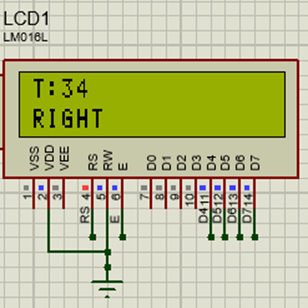 LCD1
LM016L
T:34
RIGHT
VSS VDD VEE RS RW E D0 D1 D2 D3 D4 D5 D6 D7
1 2 3 4 5 6 7 8 9 10 11 12 13 14
RS E D4 D5 D6 D7